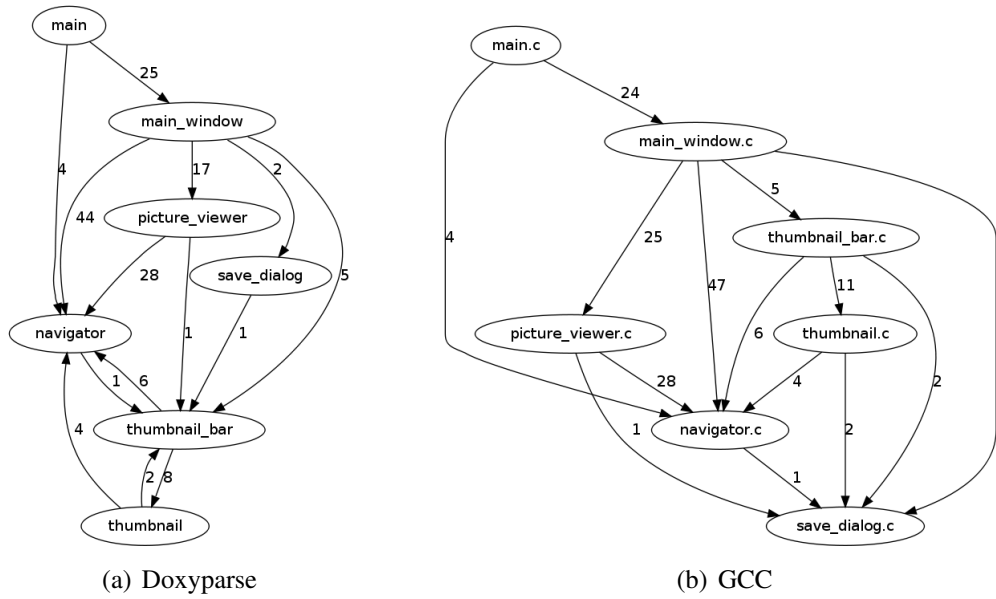 main
25
main_window
4
44
17
2
picture_viewer
28
save_dialog
5
1
1
navigator
1
6
thumbnail_bar
4
2
8
thumbnail
(a) Doxyparse
main.c
24
main_window.c
4
5
25
47
thumbnail_bar.c
11
picture_viewer.c
6
thumbnail.c
28
4
2
navigator.c
1
2
1
save_dialog.c
(b) GCC